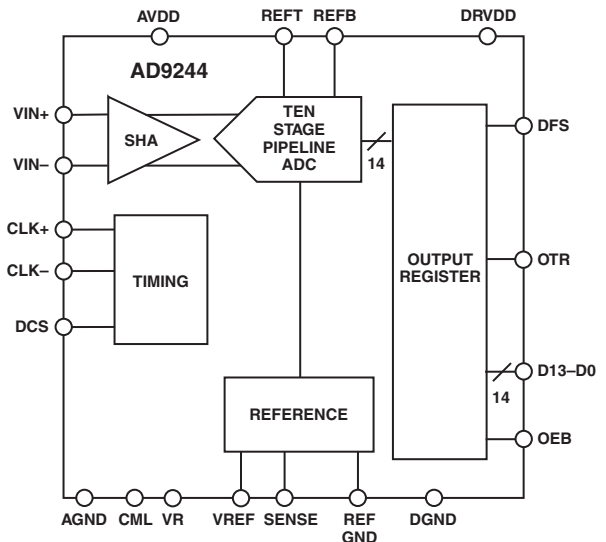 AVDD
REFT
REFB
DRVDD
AD9244
VIN+
VIN–
SHA
TEN
STAGE
PIPELINE
ADC
14
DFS
CLK+
CLK–
DCS
TIMING
OUTPUT
REGISTER
OTR
D13–D0
14
OEB
REFERENCE
AGND
CML
VR
VREF
SENSE
REF
GND
DGND